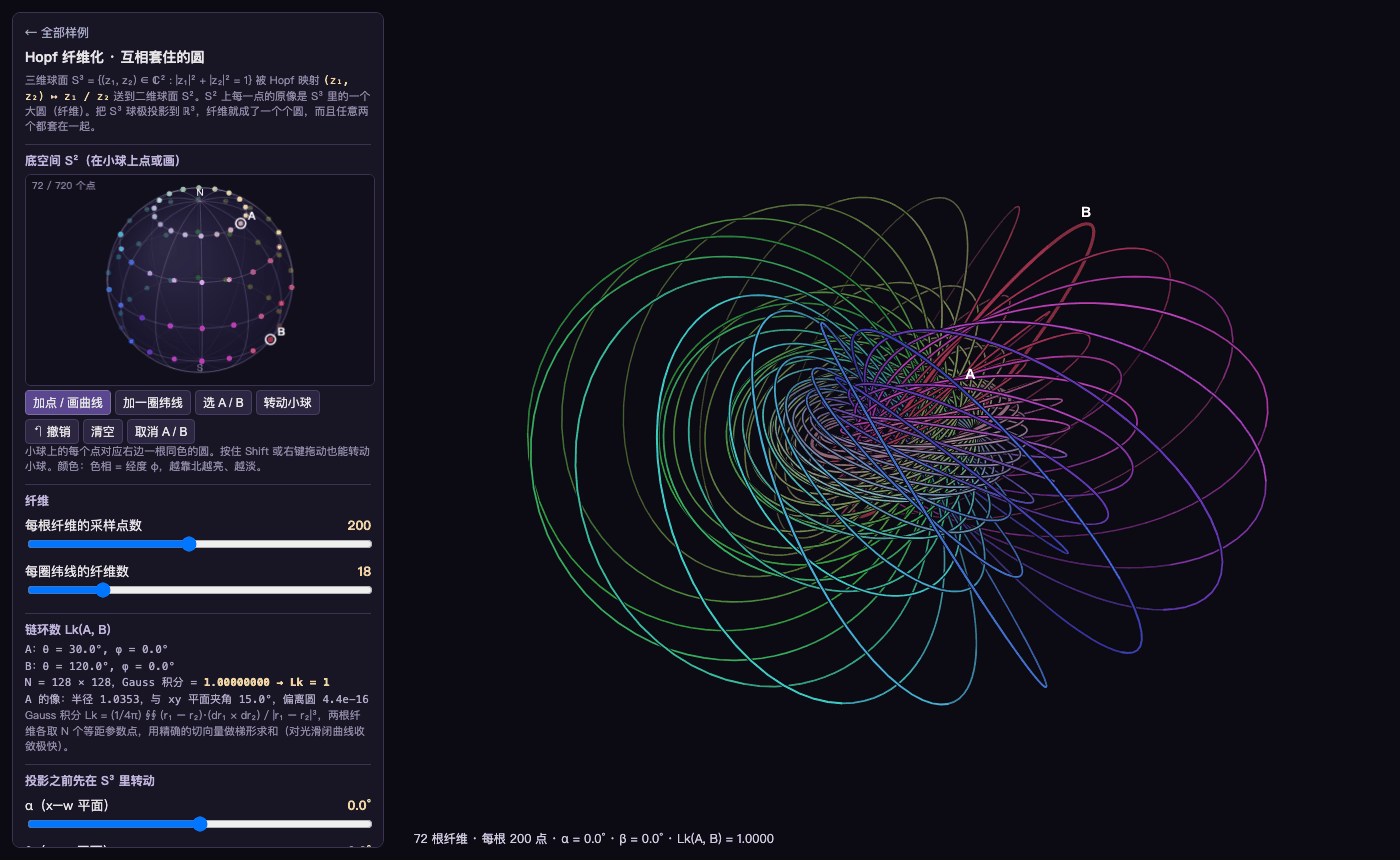 ← 全部样例
Hopf 纤维化 · 互相套住的圆
三维球面 S³ = {(z₁, z₂) ∈ ℂ² : |z₁|² + |z₂|² = 1} 被 Hopf 映射 (z₁,
z₂) ↦ z₁ / z₂ 送到二维球面 S²。S² 上每一点的原像是 S³ 里的一个
大圆（纤维）。把 S³ 球极投影到 ℝ³，纤维就成了一个个圆，而且任意两
个都套在一起。
底空间 S²（在小球上点或画）
72 / 720 个点
N
A
B
S
加点 / 画曲线
加一圈纬线
选 A / B
转动小球
↰ 撤销
清空
取消 A / B
小球上的每个点对应右边一根同色的圆。按住 Shift 或右键拖动也能转动
小球。颜色：色相 = 经度 ϕ，越靠北越亮、越淡。
纤维
每根纤维的采样点数 200
每圈纬线的纤维数 18
链环数 Lk(A, B)
A: θ = 30.0°, φ = 0.0°
B: θ = 120.0°, φ = 0.0°
N = 128 × 128, Gauss 积分 = 1.00000000 → Lk = 1
A 的像: 半径 1.0353, 与 xy 平面夹角 15.0°, 偏离圆 4.4e-16
Gauss 积分 Lk = (1/4π) ∮∮ (r₁ − r₂)·(dr₁ × dr₂) / |r₁ − r₂|³，两根纤
维各取 N 个等距参数点，用精确的切向量做梯形求和（对光滑闭曲线收
敛极快）。
投影之前先在 S³ 里转动
α（x—w 平面） 0.0°
B
A
72 根纤维 · 每根 200 点 · α = 0.0° · β = 0.0° · Lk(A, B) = 1.0000